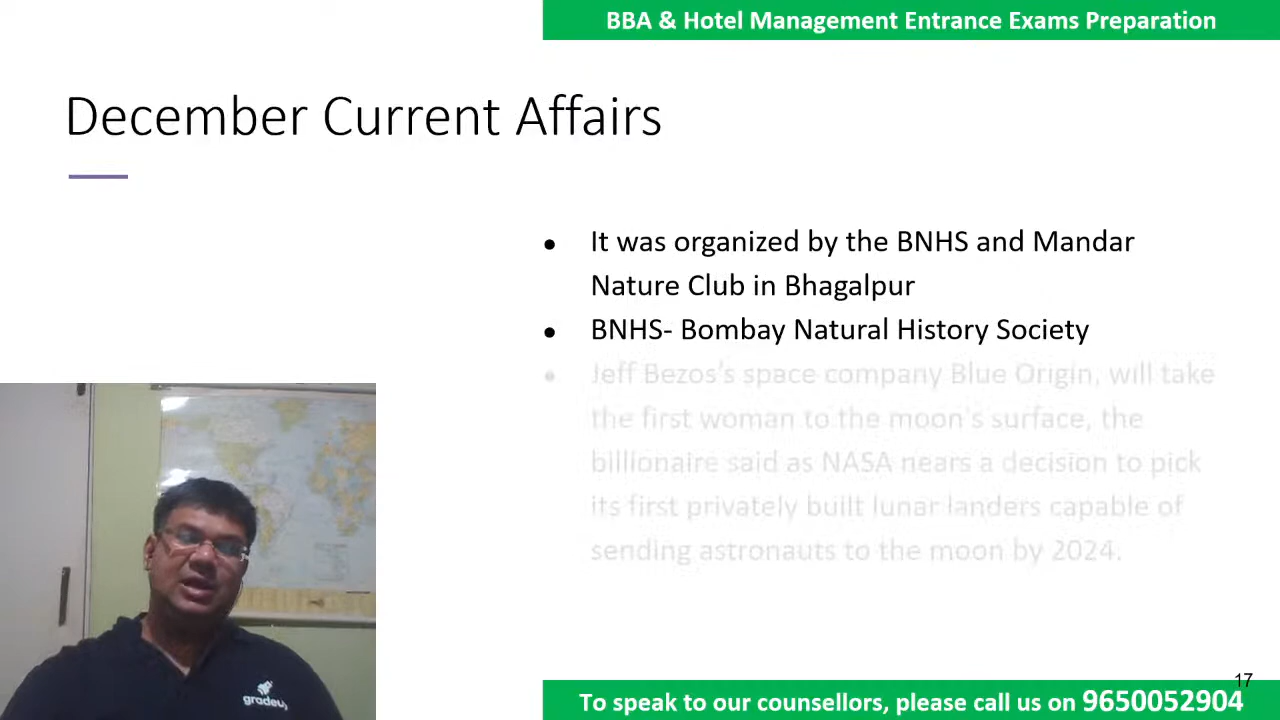 BBA & Hotel Management Entrance Exams Preparation
December Current Affairs
● It was organized by the BNHS and Mandar
Nature Club in Bhagalpur
● BNHS- Bombay Natural History Society
● Jeff Bezos's space company Blue Origin, will take
the first woman to the moon's surface, the
billionaire said as NASA nears a decision to pick
its first privately built lunar landers capable of
sending astronauts to the moon by 2024.
gradeup
17
To speak to our counsellors, please call us on 9650052904